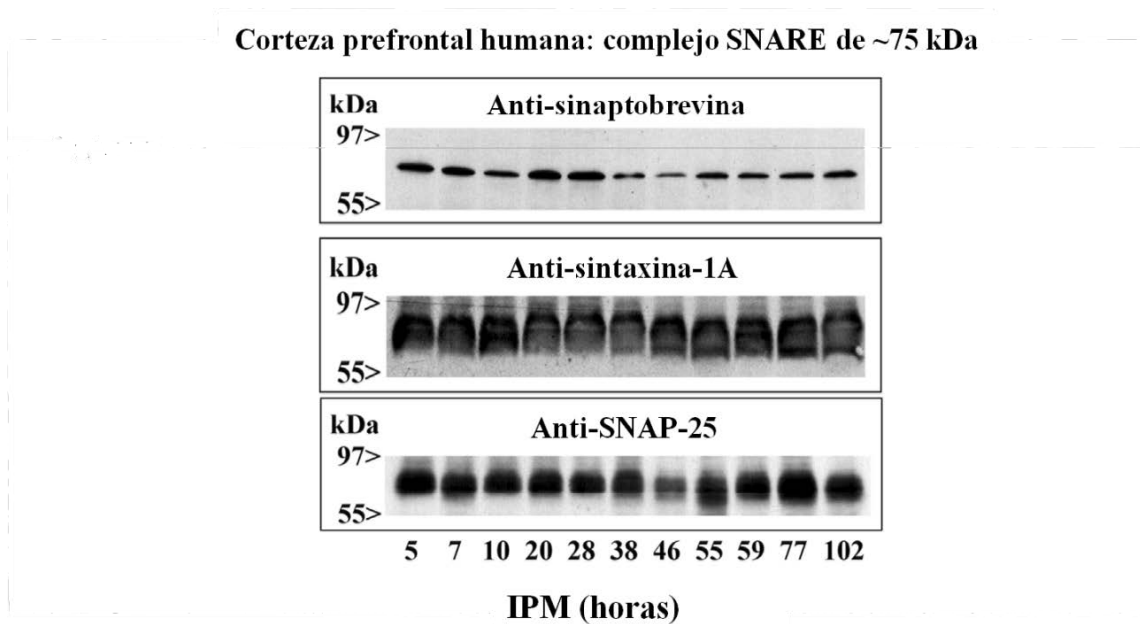 Corteza prefrontal humana: complejo SNARE de ~75 kDa
kDa
Anti-sinaptobrevina
97>
55>
kDa
Anti-sintaxina-1A
97>
55>
kDa
Anti-SNAP-25
97>
55>
5 7 10 20 28 38 46 55 59 77 102
IPM (horas)